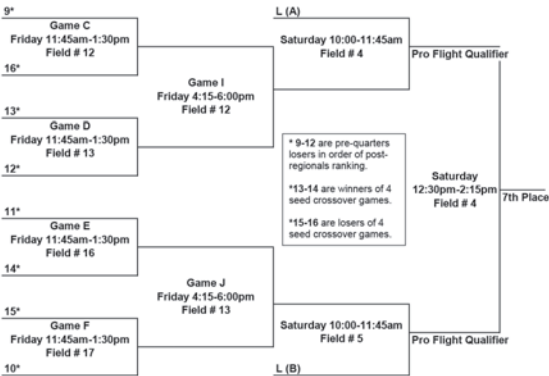 9*
Game C
Friday 11:45am-1:30pm
Field # 12
16*
13*
Game D
Friday 11:45am-1:30pm
Field # 13
12*
11*
Game E
Friday 11:45am-1:30pm
Field # 16
14*
15*
Game F
Friday 11:45am-1:30pm
Field # 17
10*
Game I
Friday 4:15-6:00pm
Field # 12
Game J
Friday 4:15-6:00pm
Field # 13
L (A)
Saturday 10:00-11:45am
Field # 4
* 9-12 are pre-quarters
losers in order of post-
regionals ranking.
*13-14 are winners of 4
seed crossover games.
*15-16 are losers of 4
seed crossover games.
Saturday 10:00-11:45am
Field # 5
L (B)
Pro Flight Qualifier
Saturday
12:30pm-2:15pm
Field # 4
Pro Flight Qualifier
7th Place